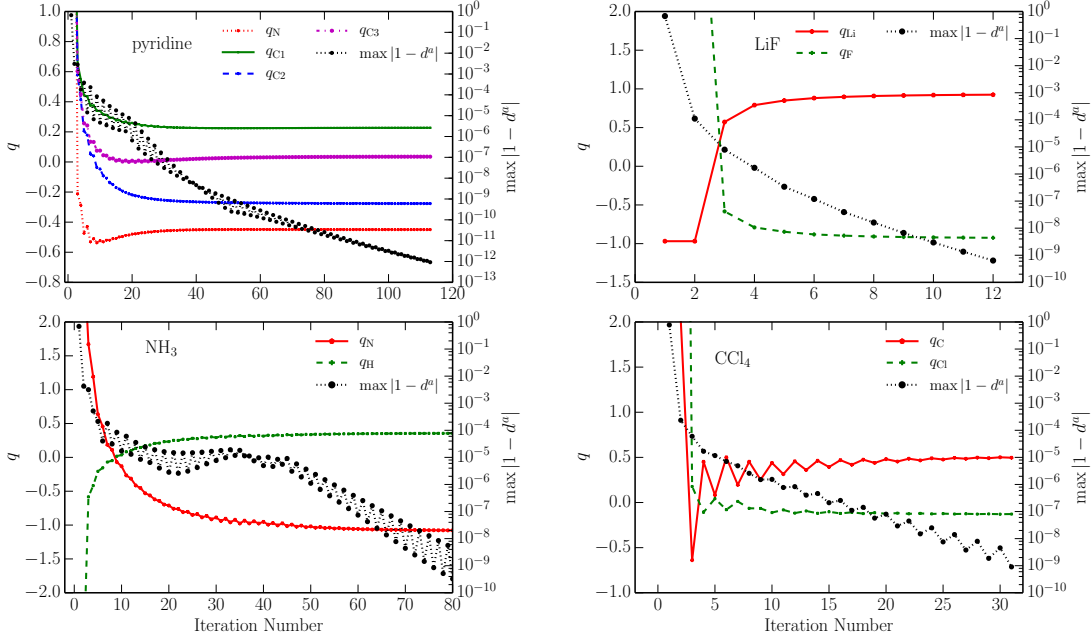 pyridine
q_N
q_C1
q_C2
q_C3
max |1 − d^a|
1.0
0.8
0.6
0.4
0.2
0.0
−0.2
−0.4
−0.6
−0.8
q
0 20 40 60 80 100 120
10^0
10^−1
10^−2
10^−3
10^−4
10^−5
10^−6
10^−7
10^−8
10^−9
10^−10
10^−11
10^−12
10^−13
max |1 − d^a|
LiF
q_Li
q_F
max |1 − d^a|
2.0
1.5
1.0
0.5
0.0
−0.5
−1.0
−1.5
q
0 2 4 6 8 10 12
10^0
10^−1
10^−2
10^−3
10^−4
10^−5
10^−6
10^−7
10^−8
10^−9
10^−10
max |1 − d^a|
NH_3
q_N
q_H
max |1 − d^a|
2.0
1.5
1.0
0.5
0.0
−0.5
−1.0
−1.5
−2.0
q
0 10 20 30 40 50 60 70 80
Iteration Number
10^0
10^−1
10^−2
10^−3
10^−4
10^−5
10^−6
10^−7
10^−8
10^−9
10^−10
max |1 − d^a|
CCl_4
q_C
q_Cl
max |1 − d^a|
2.0
1.5
1.0
0.5
0.0
−0.5
−1.0
q
0 5 10 15 20 25 30
Iteration Number
10^0
10^−1
10^−2
10^−3
10^−4
10^−5
10^−6
10^−7
10^−8
10^−9
10^−10
max |1 − d^a|